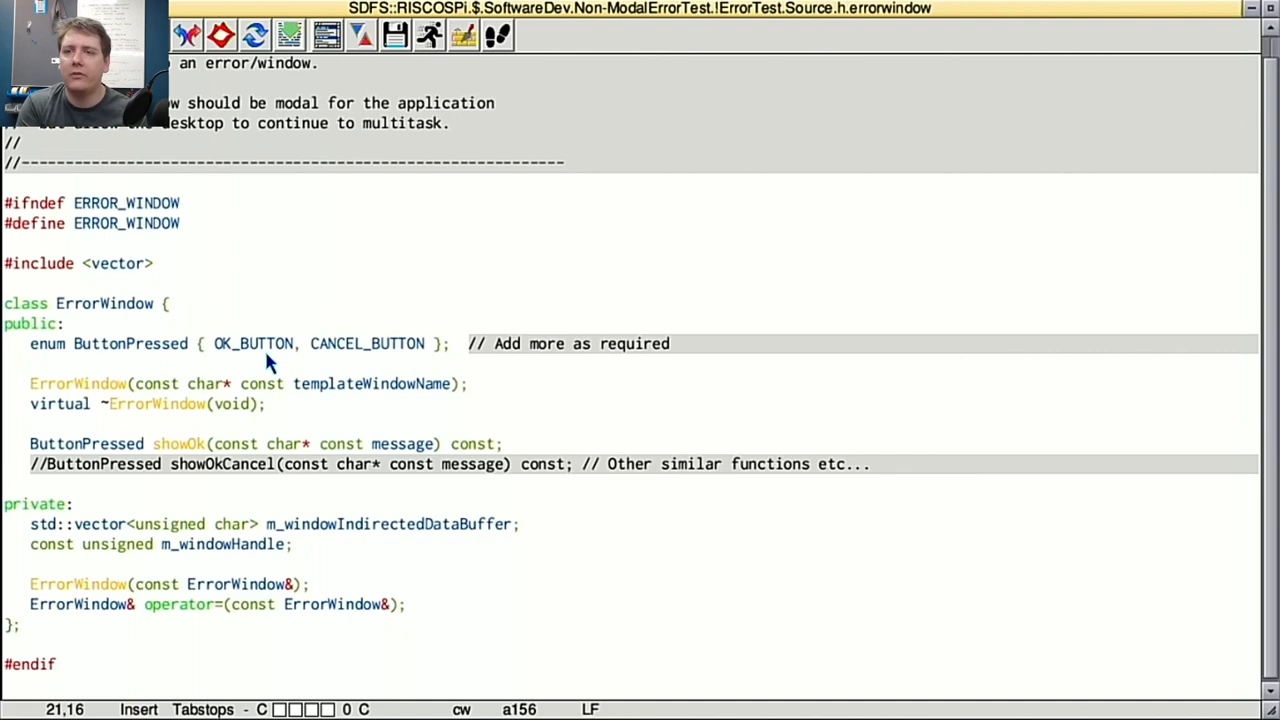 SDFS::RISCOSPi.$.SoftwareDev.Non-ModalErrorTest.!ErrorTest.Source.h.errorwindow
an error/window.
should be modal for the application
desktop to continue to multitask.
//
//--------------------------------------------------------------
#ifndef ERROR_WINDOW
#define ERROR_WINDOW
#include <vector>
class ErrorWindow {
public:
enum ButtonPressed { OK_BUTTON, CANCEL_BUTTON }; // Add more as required
ErrorWindow(const char* const templateWindowName);
virtual ~ErrorWindow(void);
ButtonPressed showOk(const char* const message) const;
//ButtonPressed showOkCancel(const char* const message) const; // Other similar functions etc...
private:
std::vector<unsigned char> m_windowIndirectedDataBuffer;
const unsigned m_windowHandle;
ErrorWindow(const ErrorWindow&);
ErrorWindow& operator=(const ErrorWindow&);
};
#endif
21,16 Insert Tabstops - C 0 C cw a156 LF